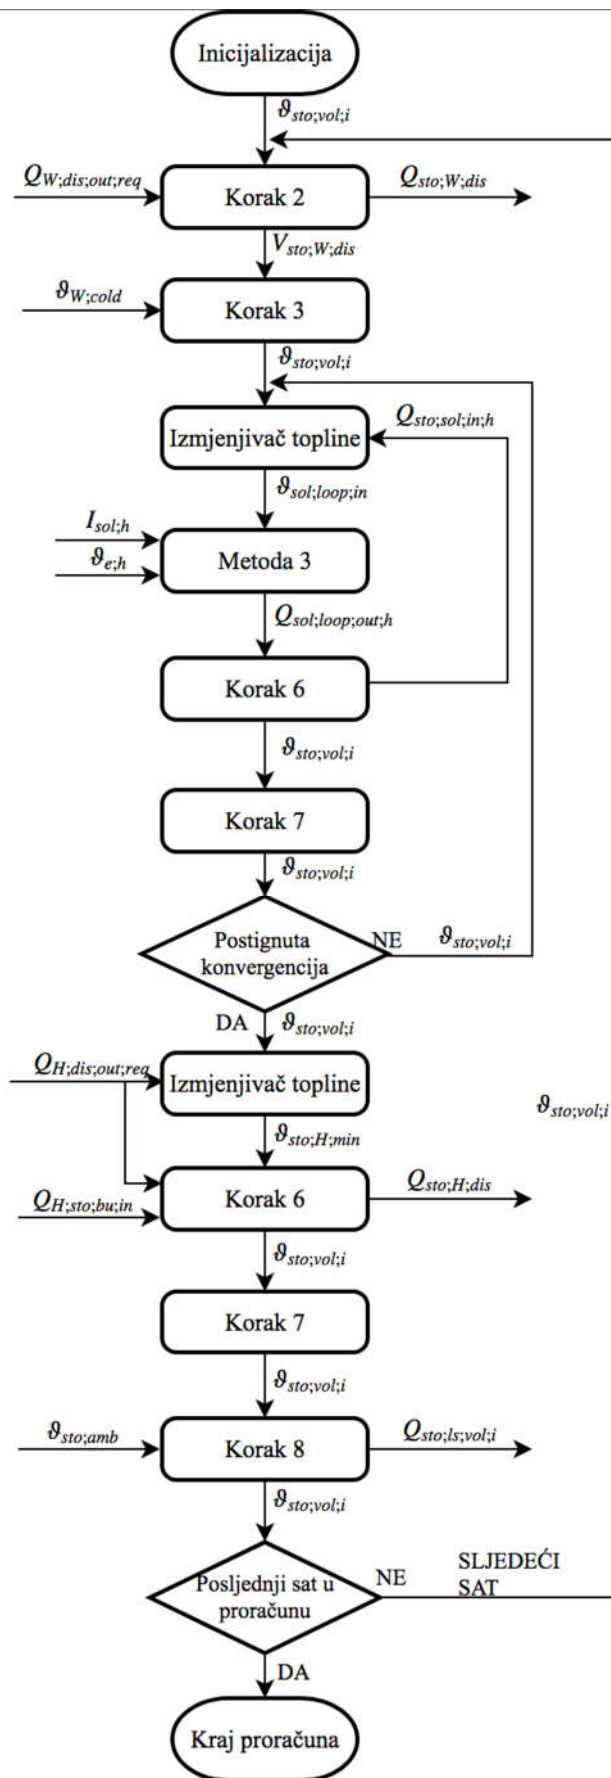 Inicijalizacija
ϑsto;vol;i
QW;dis;out;req
Korak 2
Qsto;W;dis
Vsto;W;dis
ϑW;cold
Korak 3
ϑsto;vol;i
Qsto;sol;in;h
Izmjenjivač topline
ϑsol;loop;in
Isol;h
ϑe;h
Metoda 3
Qsol;loop;out;h
Korak 6
ϑsto;vol;i
Korak 7
ϑsto;vol;i
Postignuta
konvergencija
NE
ϑsto;vol;i
DA
ϑsto;vol;i
QH;dis;out;req
Izmjenjivač topline
ϑsto;vol;i
ϑsto;H;min
QH;sto;bu;in
Korak 6
Qsto;H;dis
ϑsto;vol;i
Korak 7
ϑsto;vol;i
ϑsto;amb
Korak 8
Qsto;ls;vol;i
ϑsto;vol;i
Posljednji sat u
proračunu
NE
SLJEDEĆI
SAT
DA
Kraj proračuna